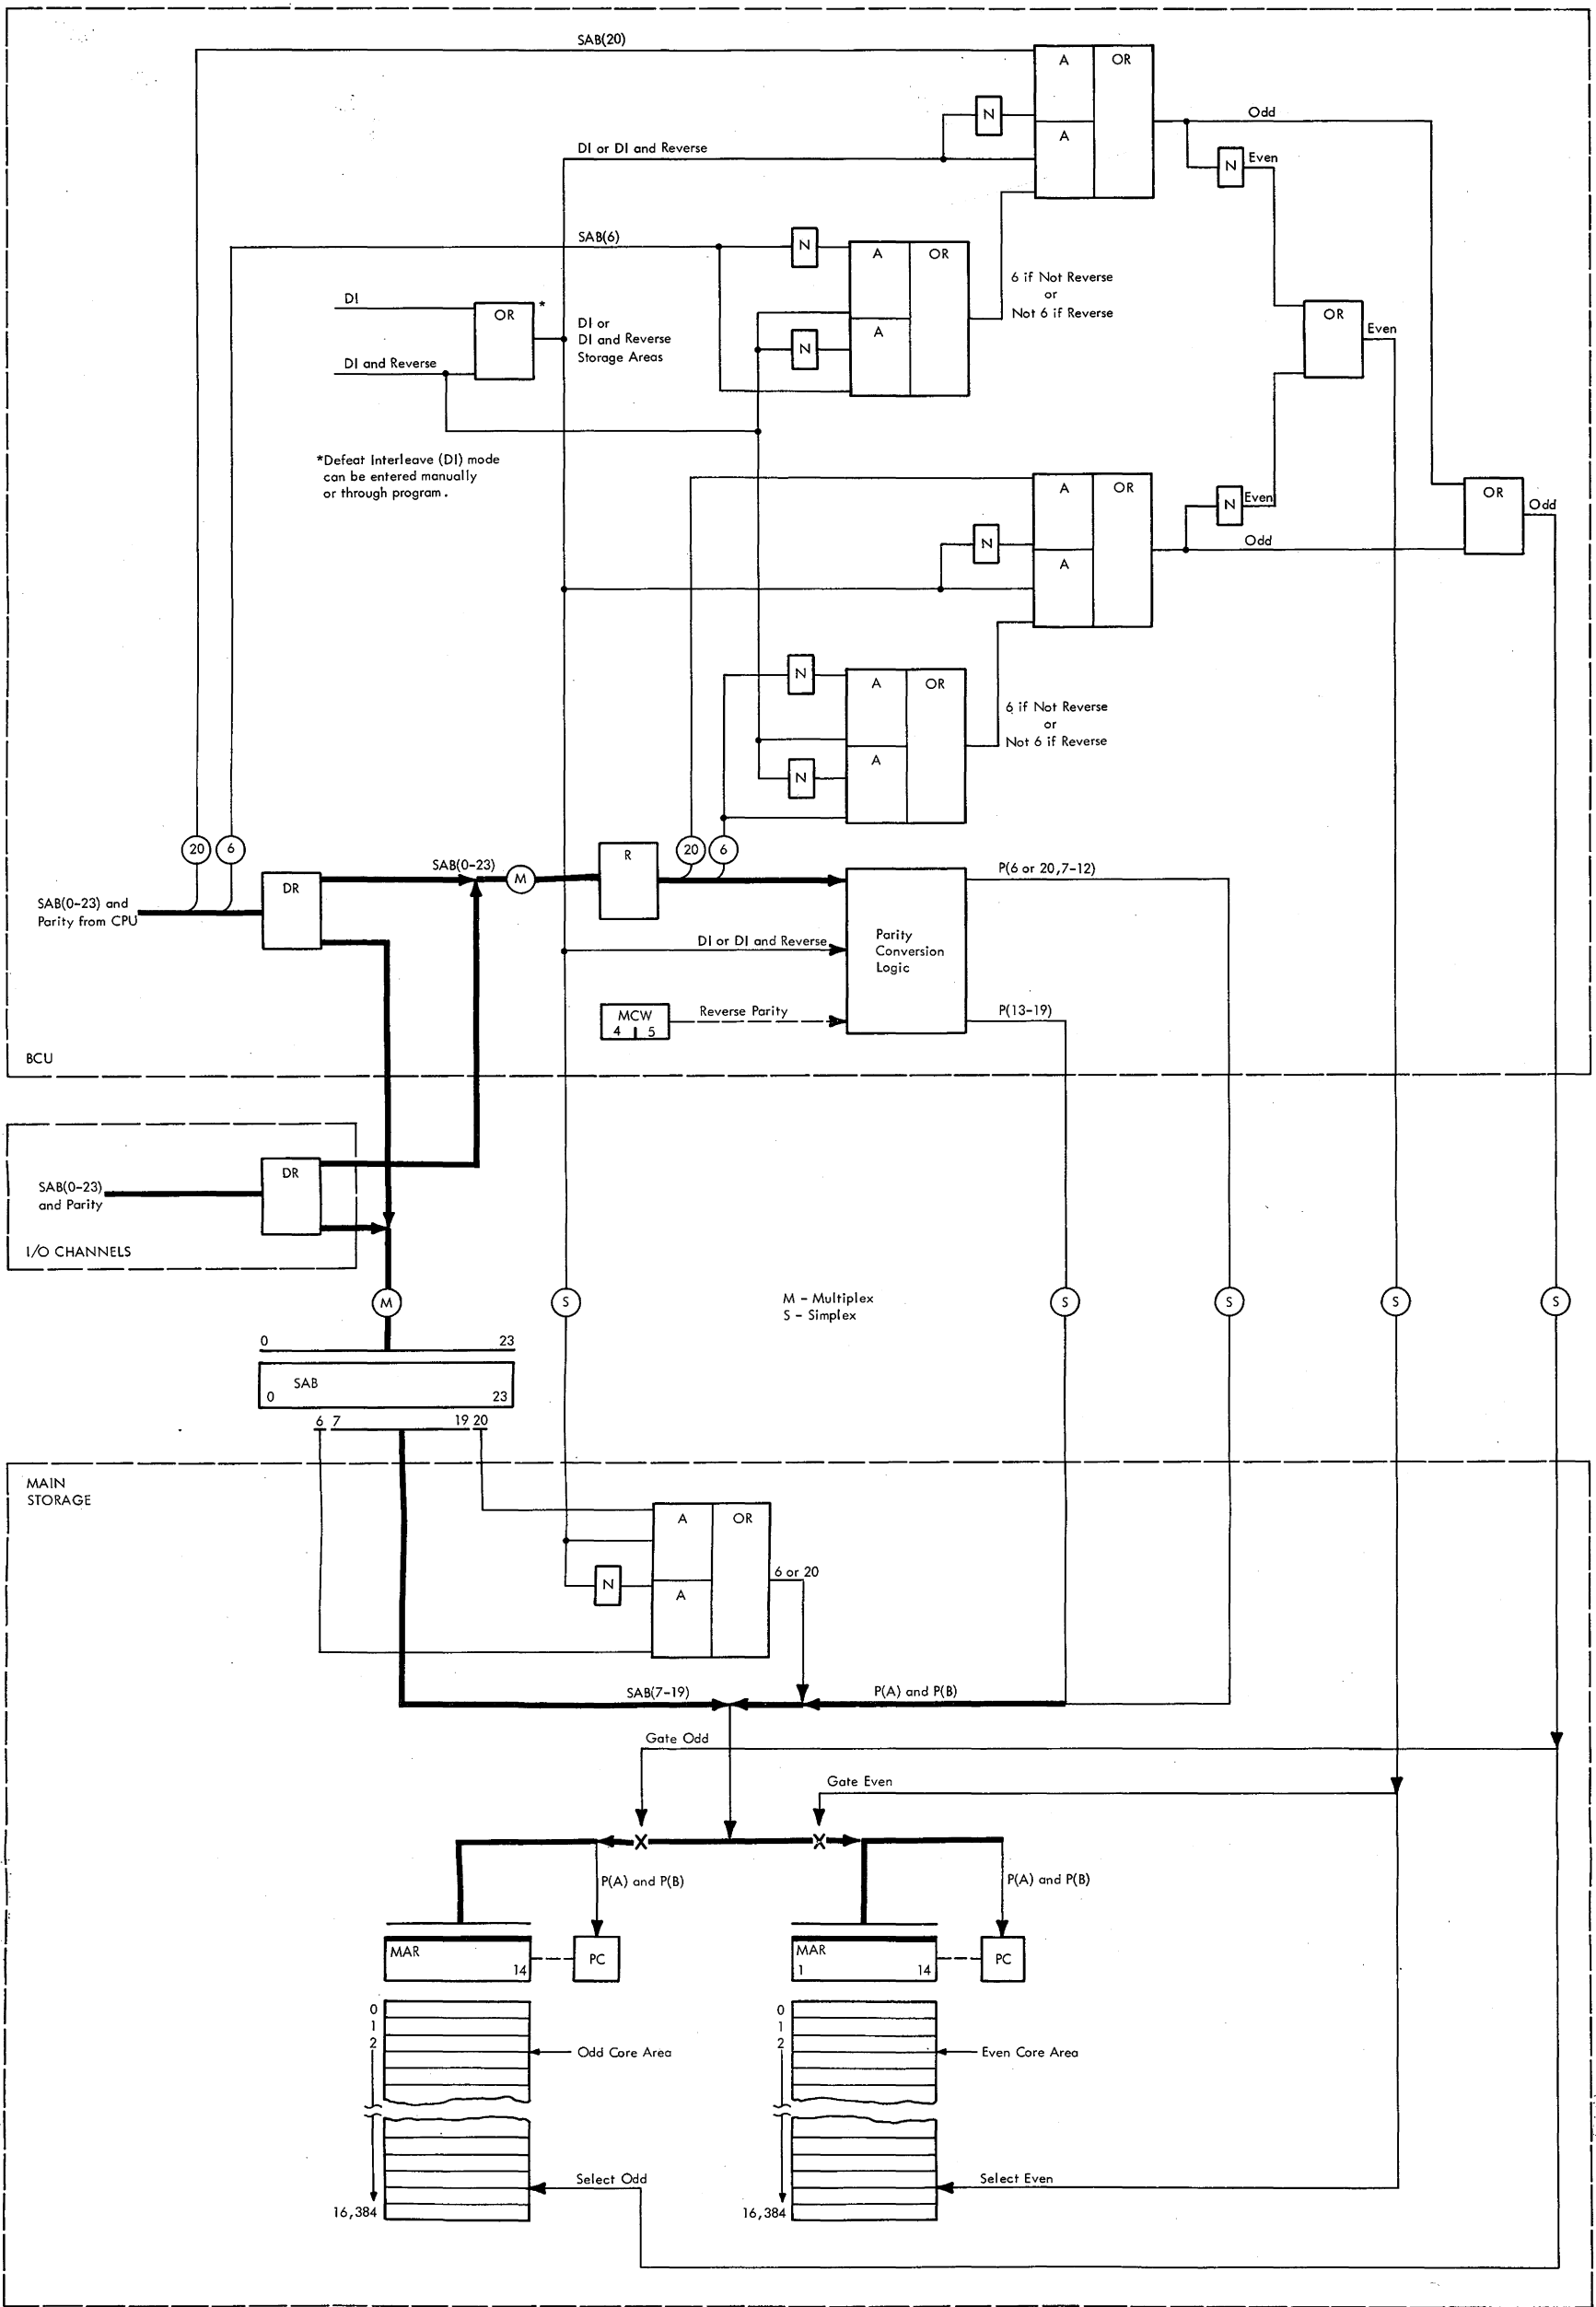 SAB(20)
A OR
N
A
Odd
N Even
DI or DI and Reverse
SAB(6)
N
A OR
N
A
6 if Not Reverse
or
Not 6 if Reverse
DI
OR *
DI and Reverse
DI or
DI and Reverse
Storage Areas
OR
Even
*Defeat Interleave (DI) mode
can be entered manually
or through program.
A OR
N
A
N Even
Odd
OR
Odd
N
A OR
N
A
6 if Not Reverse
or
Not 6 if Reverse
20 6
SAB(0-23) and
Parity from CPU
DR
SAB(0-23)
M
R
20 6
P(6 or 20,7-12)
DI or DI and Reverse
Parity
Conversion
Logic
MCW
4 5
Reverse Parity
P(13-19)
BCU
SAB(0-23)
and Parity
DR
I/O CHANNELS
M
S
M - Multiplex
S - Simplex
S
S
S
S
0 23
SAB
0 23
6 7 19 20
MAIN
STORAGE
A OR
N
A
6 or 20
SAB(7-19)
P(A) and P(B)
Gate Odd
Gate Even
X X
P(A) and P(B)
P(A) and P(B)
MAR
14
PC
MAR
1 14
PC
0
1
2
Odd Core Area
0
1
2
Even Core Area
Select Odd
16,384
Select Even
16,384